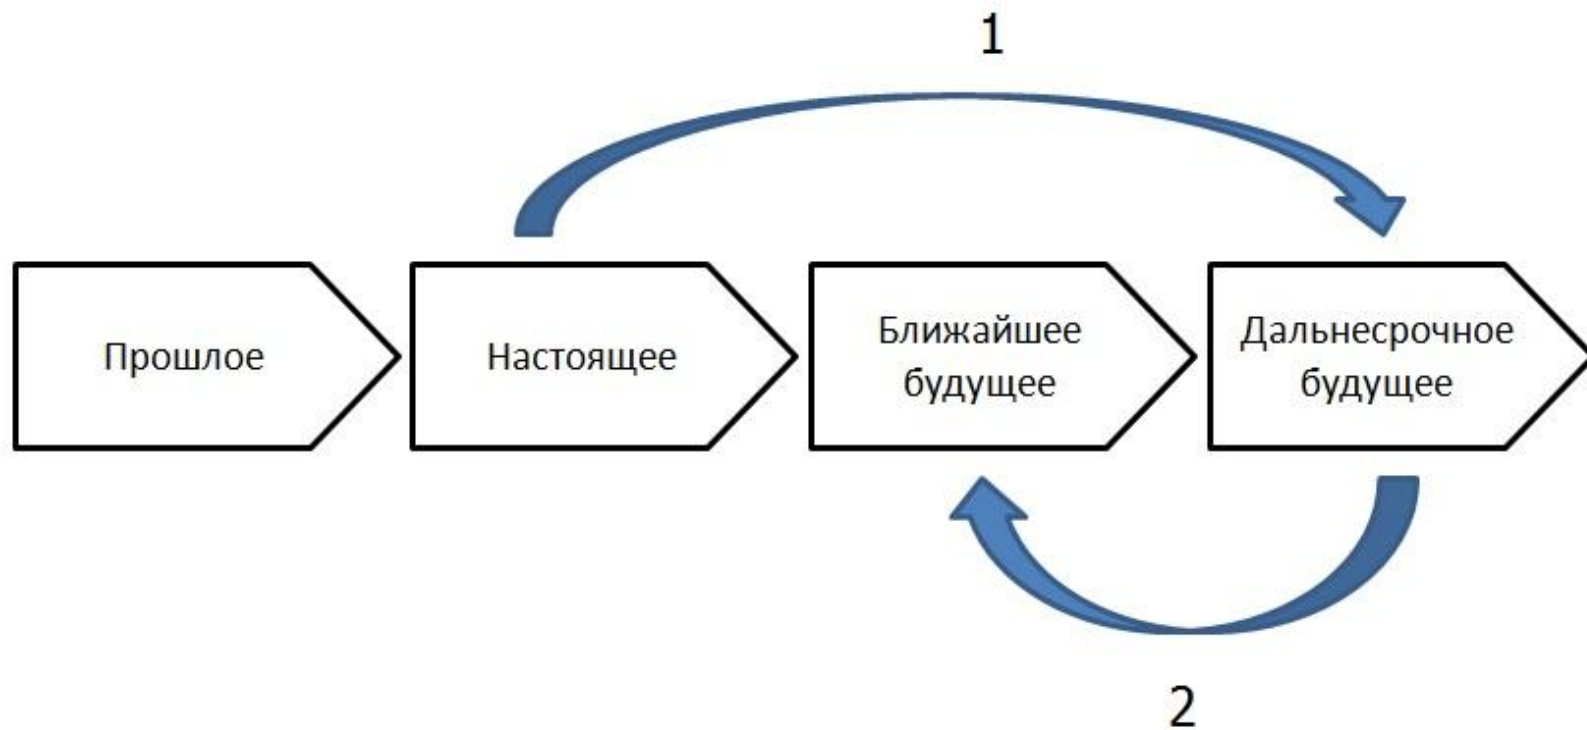 1
Прошлое
Настоящее
Ближайшее
будущее
Дальнесрочное
будущее
2